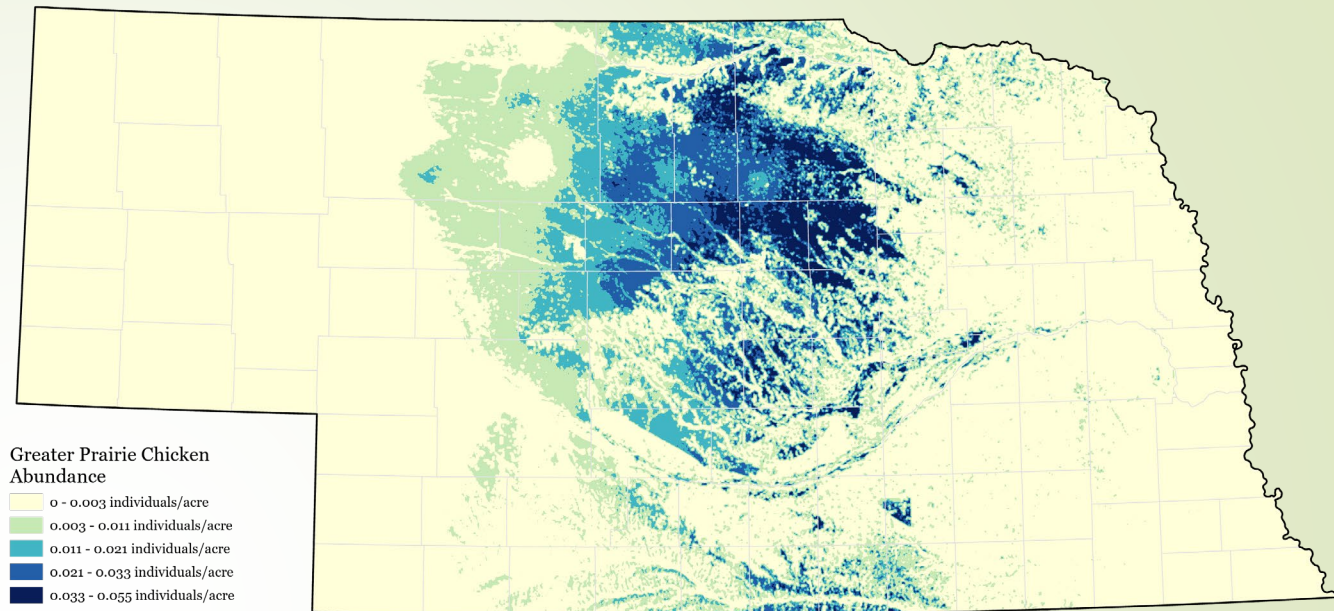 Greater Prairie Chicken
Abundance
0 - 0.003 individuals/acre
0.003 - 0.011 individuals/acre
0.011 - 0.021 individuals/acre
0.021 - 0.033 individuals/acre
0.033 - 0.055 individuals/acre